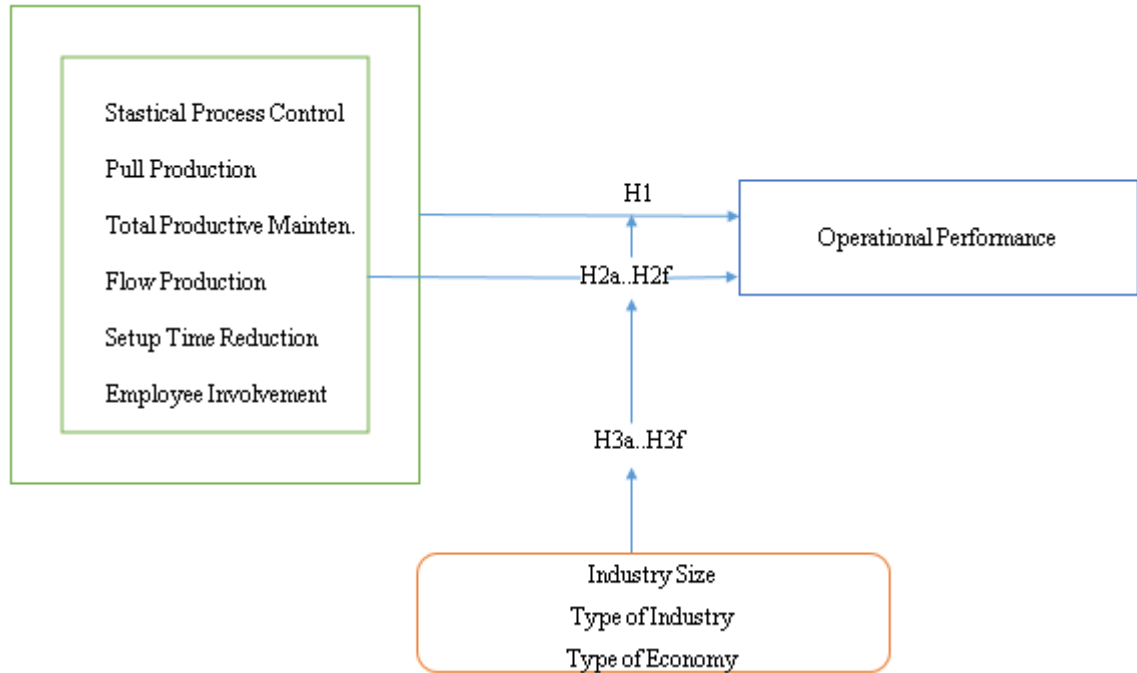 Stastical Process Control
Pull Production
Total Productive Mainten.
Flow Production
Setup Time Reduction
Employee Involvement
H1
H2a..H2f
H3a..H3f
Operational Performance
Industry Size
Type of Industry
Type of Economy